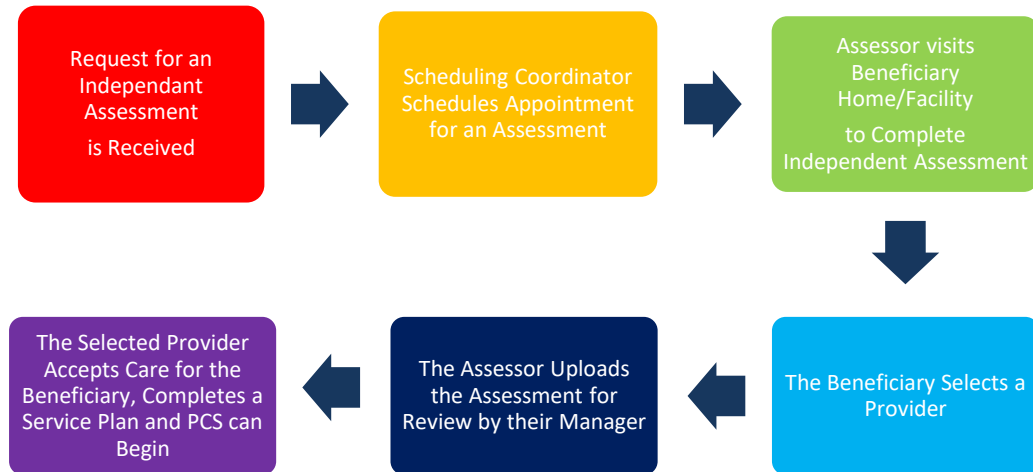 Request for an
Independant
Assessment
is Received
Scheduling Coordinator
Schedules Appointment
for an Assessment
Assessor visits
Beneficiary
Home/Facility
to Complete
Independent Assessment
The Beneficiary Selects a
Provider
The Assessor Uploads
the Assessment for
Review by their Manager
The Selected Provider
Accepts Care for the
Beneficiary, Completes a
Service Plan and PCS can
Begin